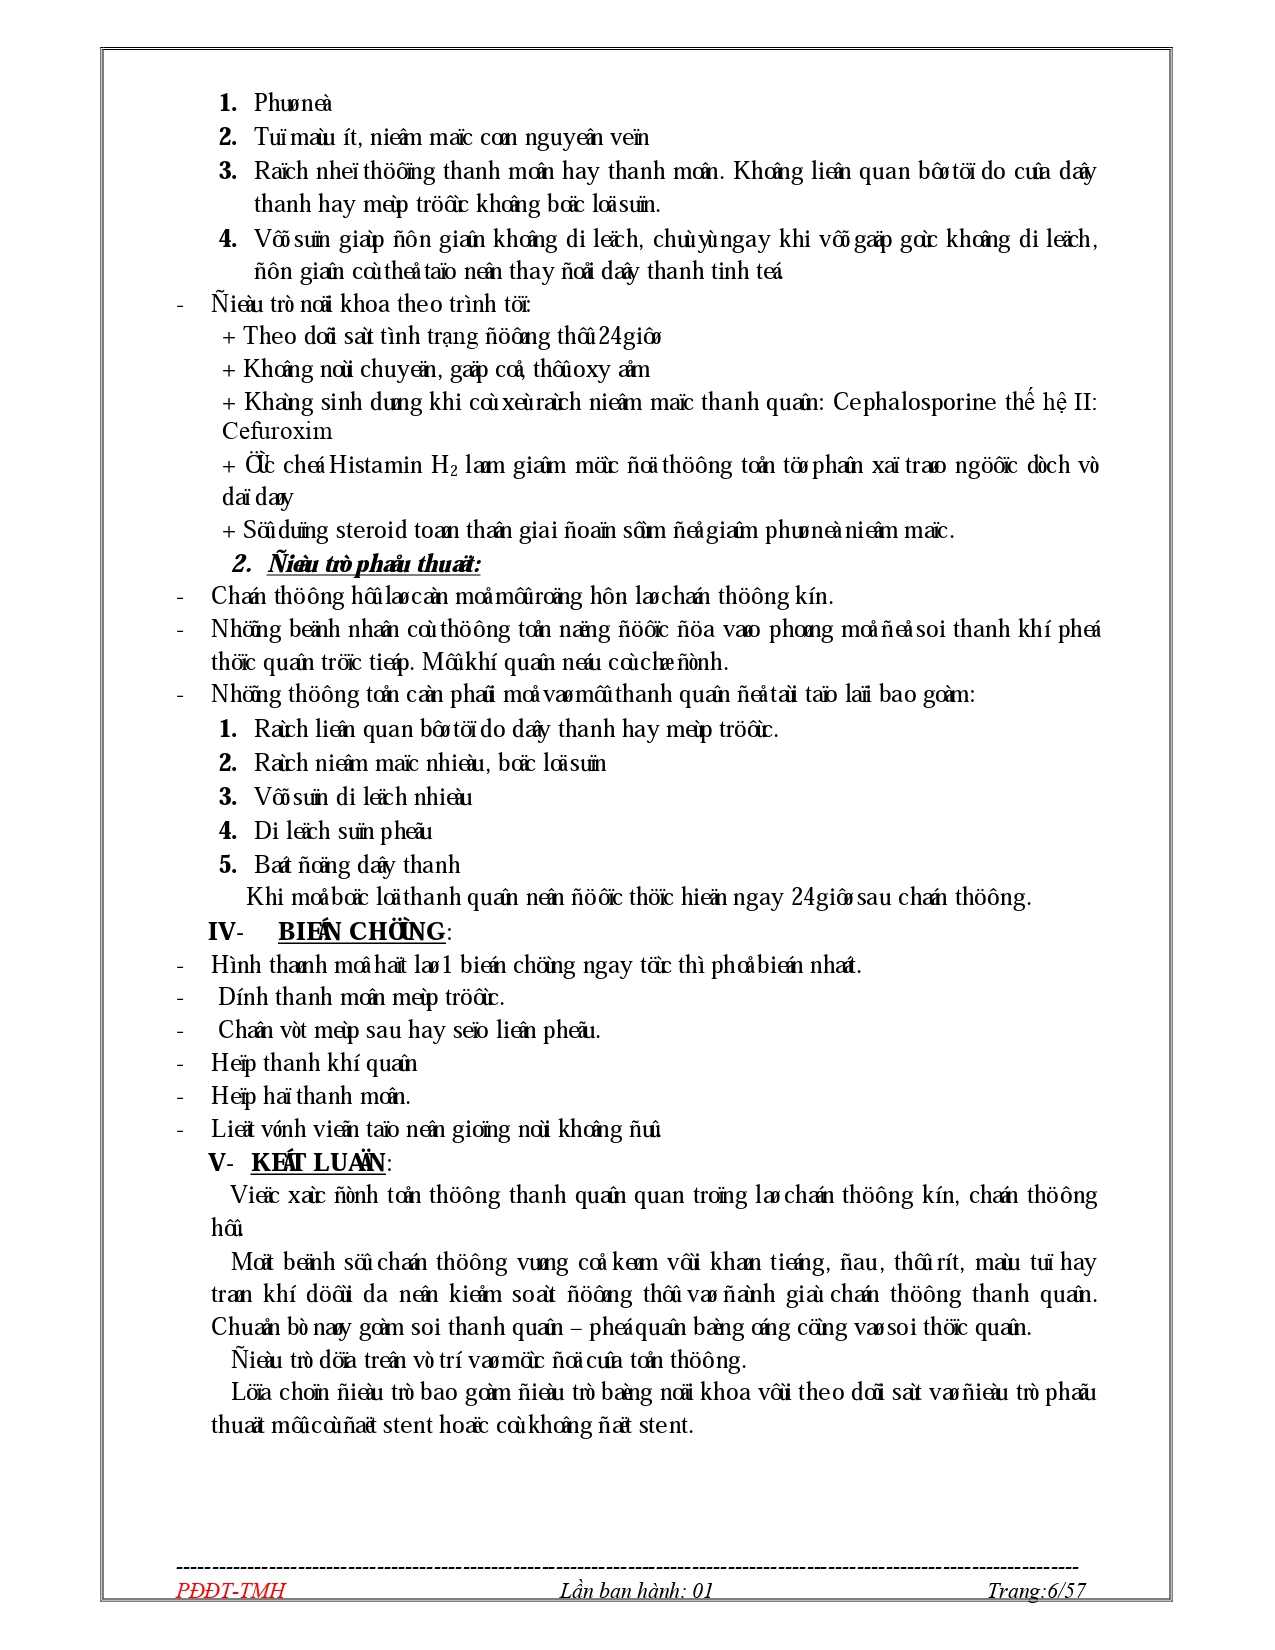 1. Phuø neà
2. Tuï maùu ít, nieâm maïc coøn nguyeân veïn
3. Raïch nheï thöôïng thanh moân hay thanh moân. Khoâng lieân quan bôø töï do cuûa daây
thanh hay meùp tröôùc khoâng boäc loä suïn.
4. Vôõ suïn giaùp ñôn giaûn khoâng di leäch, chuù yù ngay khi vôõ gaäp goùc khoâng di leäch,
ñôn giaûn coù theå taïo neân thay ñoåi daây thanh tinh teá.
- Ñieàu trò noäi khoa theo trình töï:
+ Theo doõi saùt tình trạng ñöôøng thôû 24giôø
+ Khoâng noùi chuyeän, gaäp coå, thôû oxy aåm
+ Khaùng sinh duøng khi coù xeù raùch nieâm maïc thanh quaûn: Cephalosporine thế hệ II:
Cefuroxim
+ ÖÙc cheá Histamin H₂ laøm giaûm möùc ñoä thöông toån töø phaûn xaï traøo ngöôïc dòch vò
daï daøy
+ Söû duïng steroid toaøn thaân giai ñoaïn sôùm ñeå giaûm phuø neà nieâm maïc.
2. Ñieàu trò phaåu thuaät:
- Chaán thöông hôû laø caàn moå môû roäng hôn laø chaán thöông kín.
- Nhöõng beänh nhaân coù thöông toån naëng ñöôïc ñöa vaøo phoøng moå ñeå soi thanh khí pheá
thöïc quaûn tröïc tieáp. Môû khí quaûn neáu coù chæ ñònh.
- Nhöõng thöông toån caàn phaûi moå vaø môû thanh quaûn ñeå taùi taïo laïi bao goàm:
1. Raùch lieân quan bôø töï do daây thanh hay meùp tröôùc.
2. Raùch nieâm maïc nhieàu, boäc loä suïn
3. Vôõ suïn di leäch nhieàu
4. Di leäch suïn pheãu
5. Baát ñoäng daây thanh
Khi moå boäc loä thanh quaûn neân ñöôïc thöïc hieän ngay 24giôø sau chaán thöông.
IV- BIEÁN CHÖÙNG:
- Hình thaønh moâ haït laø 1 bieán chöùng ngay töùc thì phoå bieán nhaát.
- Dính thanh moân meùp tröôùc.
- Chaân vòt meùp sau hay seïo lieân pheãu.
- Heïp thanh khí quaûn
- Heïp haï thanh moân.
- Lieät vónh vieãn taïo neân gioïng noùi khoâng ñuû.
V- KEÁT LUAÄN:
Vieäc xaùc ñònh toån thöông thanh quaûn quan troïng laø chaán thöông kín, chaán thöông
hôû.
Moät beänh söû chaán thöông vuøng coå keøm vôùi khaøn tieáng, ñau, thôû rít, maùu tuï hay
traøn khí döôùi da neân kieåm soaùt ñöôøng thôû vaø ñaùnh giaù chaán thöông thanh quaûn.
Chuaån bò naøy goàm soi thanh quaûn – pheá quaûn baèng oáng cöùng vaø soi thöïc quaûn.
Ñieàu trò döïa treân vò trí vaø möùc ñoä cuûa toån thöông.
Löïa choïn ñieàu trò bao goàm ñieàu trò baèng noäi khoa vôùi theo doõi saùt vaø ñieàu trò phaãu
thuaät môû coù ñaët stent hoaëc coù khoâng ñaët stent.
PĐĐT-TMH Lần ban hành: 01 Trang:6/57